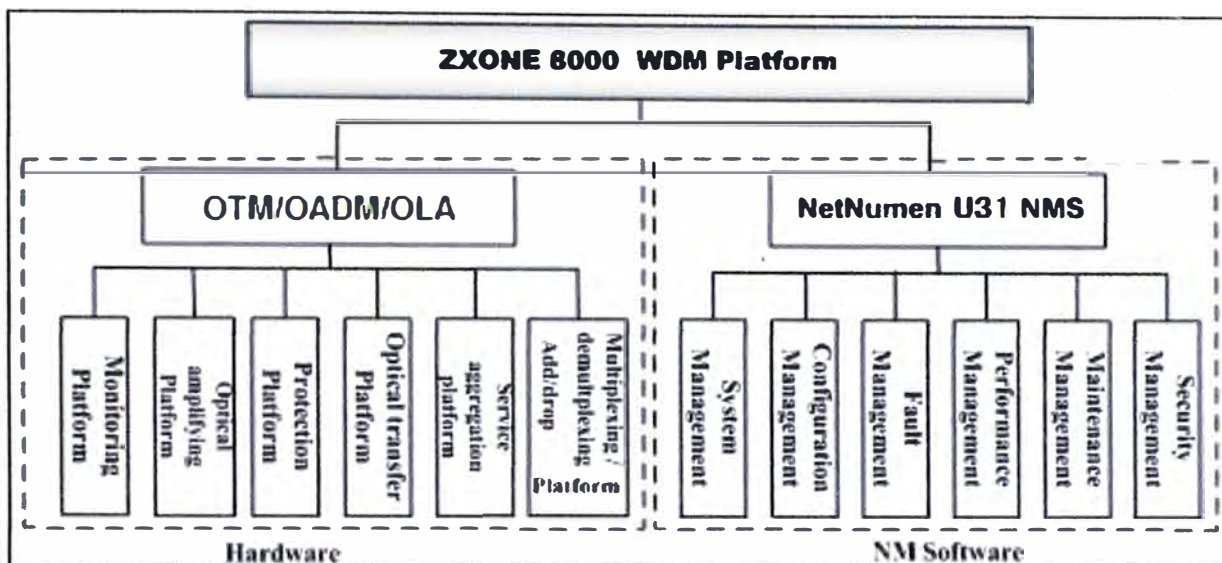 ZXONE 8000 WDM Platform
OTM/OADM/OLA
NetNumen U31 NMS
Monitoring
Platform
Optical
amplifying
Platform
Protection
Platform
Optical transfer
Platform
Service
aggregation
platform
Multiplexing /
demultiplexing
Add/drop
Platform
System
Management
Configuration
Management
Fault
Management
Performance
Management
Maintenance
Management
Security
Management
Hardware
NM Software